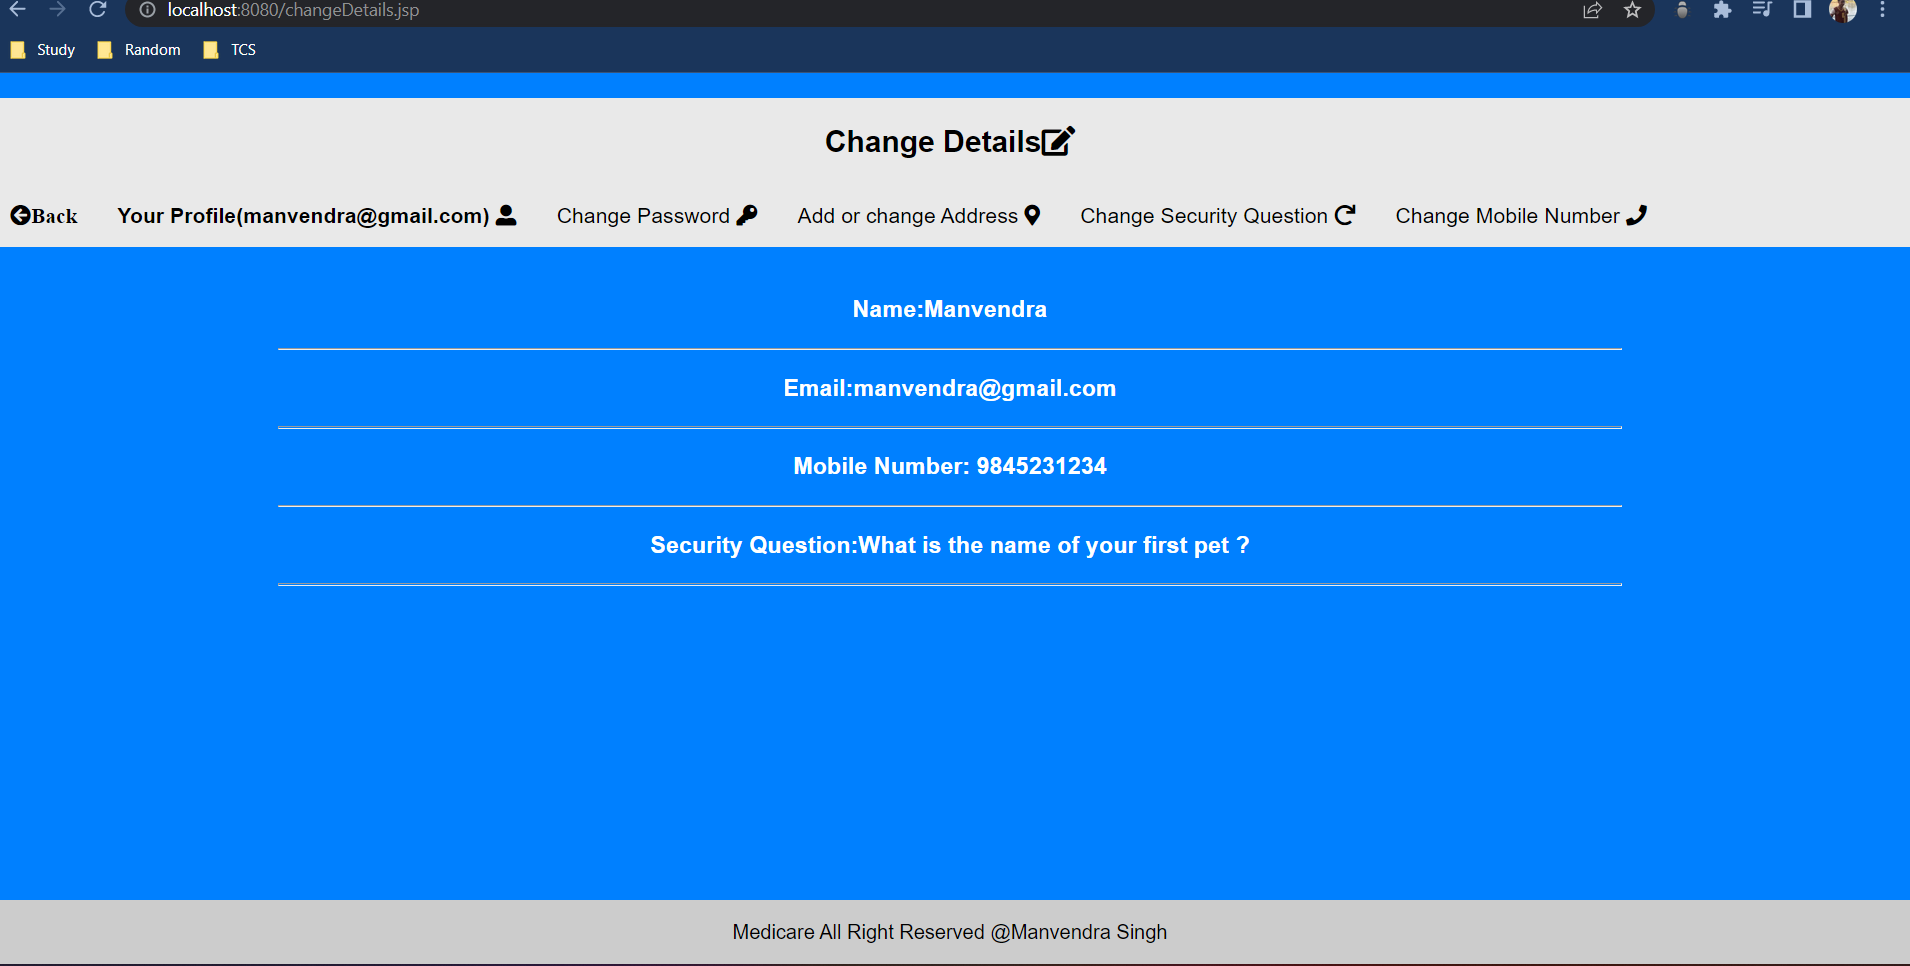 localhost:8080/changeDetails.jsp
Study Random TCS
Change Details
Back Your Profile(manvendra@gmail.com) Change Password Add or change Address Change Security Question Change Mobile Number
Name:Manvendra
Email:manvendra@gmail.com
Mobile Number: 9845231234
Security Question:What is the name of your first pet ?
Medicare All Right Reserved @Manvendra Singh